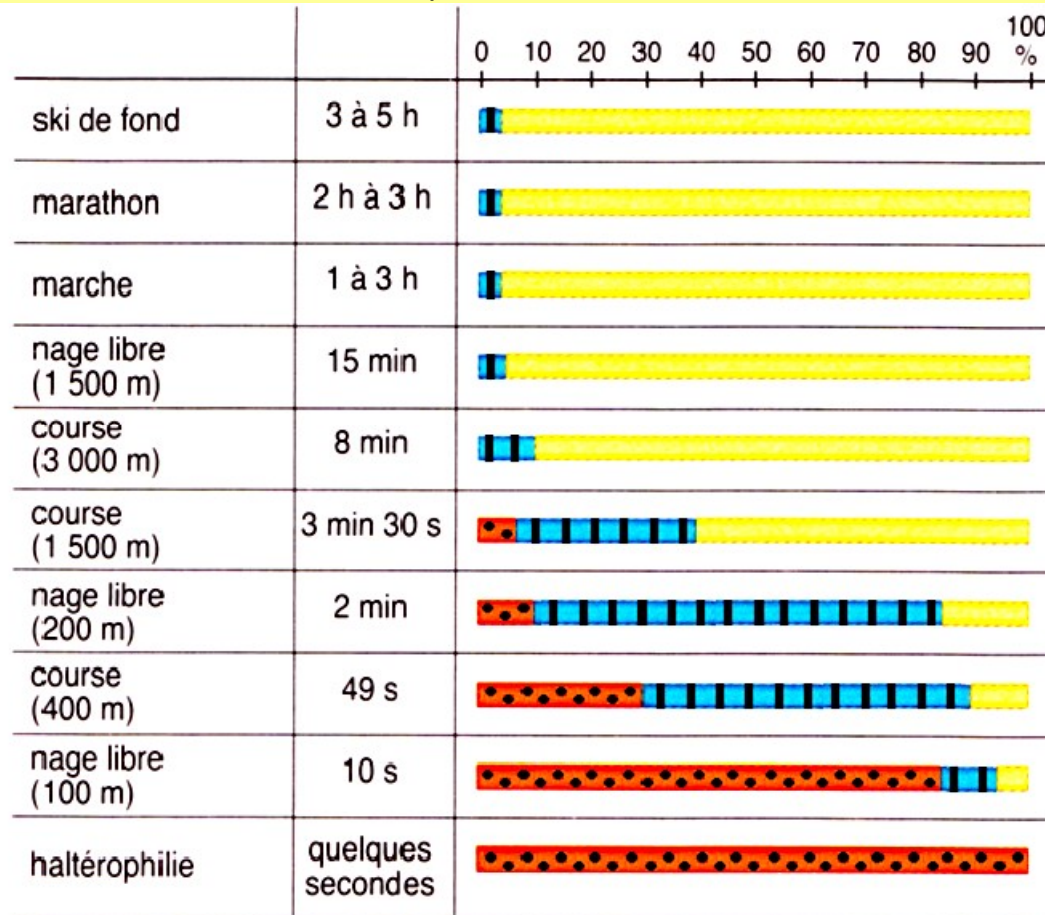 100
0 10 20 30 40 50 60 70 80 90 %
ski de fond 3 à 5 h
marathon 2 h à 3 h
marche 1 à 3 h
nage libre
(1 500 m) 15 min
course
(3 000 m) 8 min
course
(1 500 m) 3 min 30 s
nage libre
(200 m) 2 min
course
(400 m) 49 s
nage libre
(100 m) 10 s
haltérophilie quelques
secondes